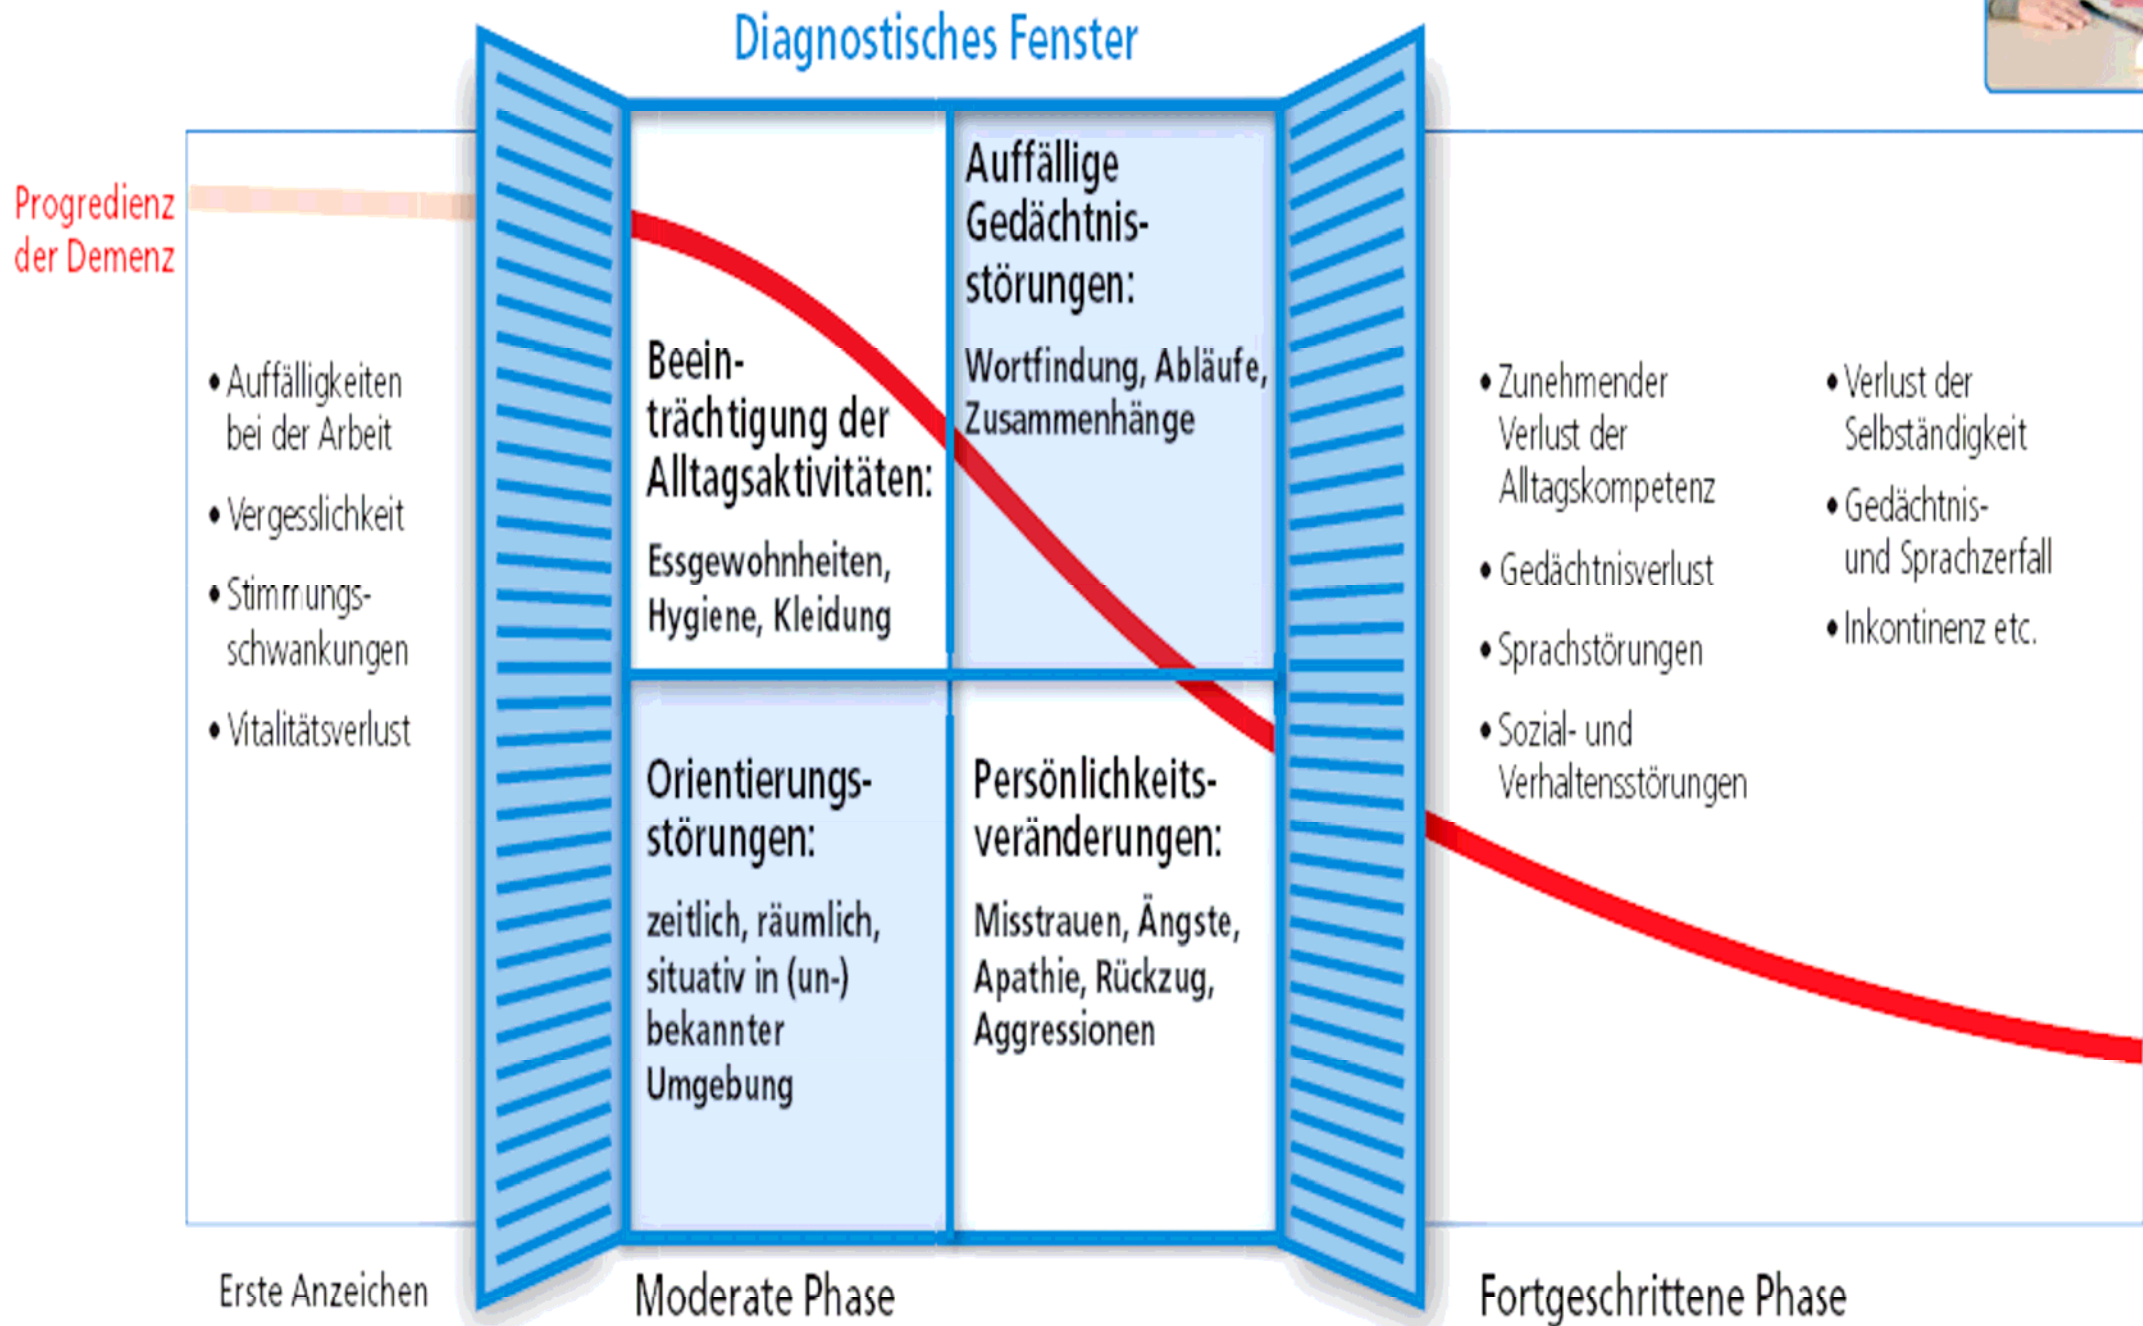 Diagnostisches Fenster
Progredienz
der Demenz
• Auffälligkeiten
bei der Arbeit
• Vergesslichkeit
• Stimmungs-
schwankungen
• Vitalitätsverlust
Beein-
trächtigung der
Alltagsaktivitäten:
Essgewohnheiten,
Hygiene, Kleidung
Auffällige
Gedächtnis-
störungen:
Wortfindung, Abläufe,
Zusammenhänge
Orientierungs-
störungen:
zeitlich, räumlich,
situativ in (un-)
bekannter
Umgebung
Persönlichkeits-
veränderungen:
Misstrauen, Ängste,
Apathie, Rückzug,
Aggressionen
• Zunehmender
Verlust der
Alltagskompetenz
• Gedächtnisverlust
• Sprachstörungen
• Sozial- und
Verhaltensstörungen
• Verlust der
Selbständigkeit
• Gedächtnis-
und Sprachzerfall
• Inkontinenz etc.
Erste Anzeichen
Moderate Phase
Fortgeschrittene Phase